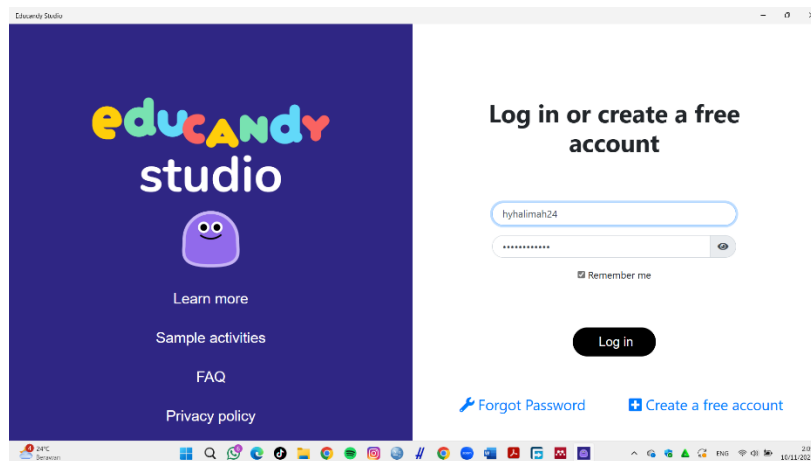 Educandy Studio
educandy
studio
Learn more
Sample activities
FAQ
Privacy policy
Log in or create a free
account
hyhalimah24
Remember me
Log in
Forgot Password
Create a free account
24°C
Berawan
ENG